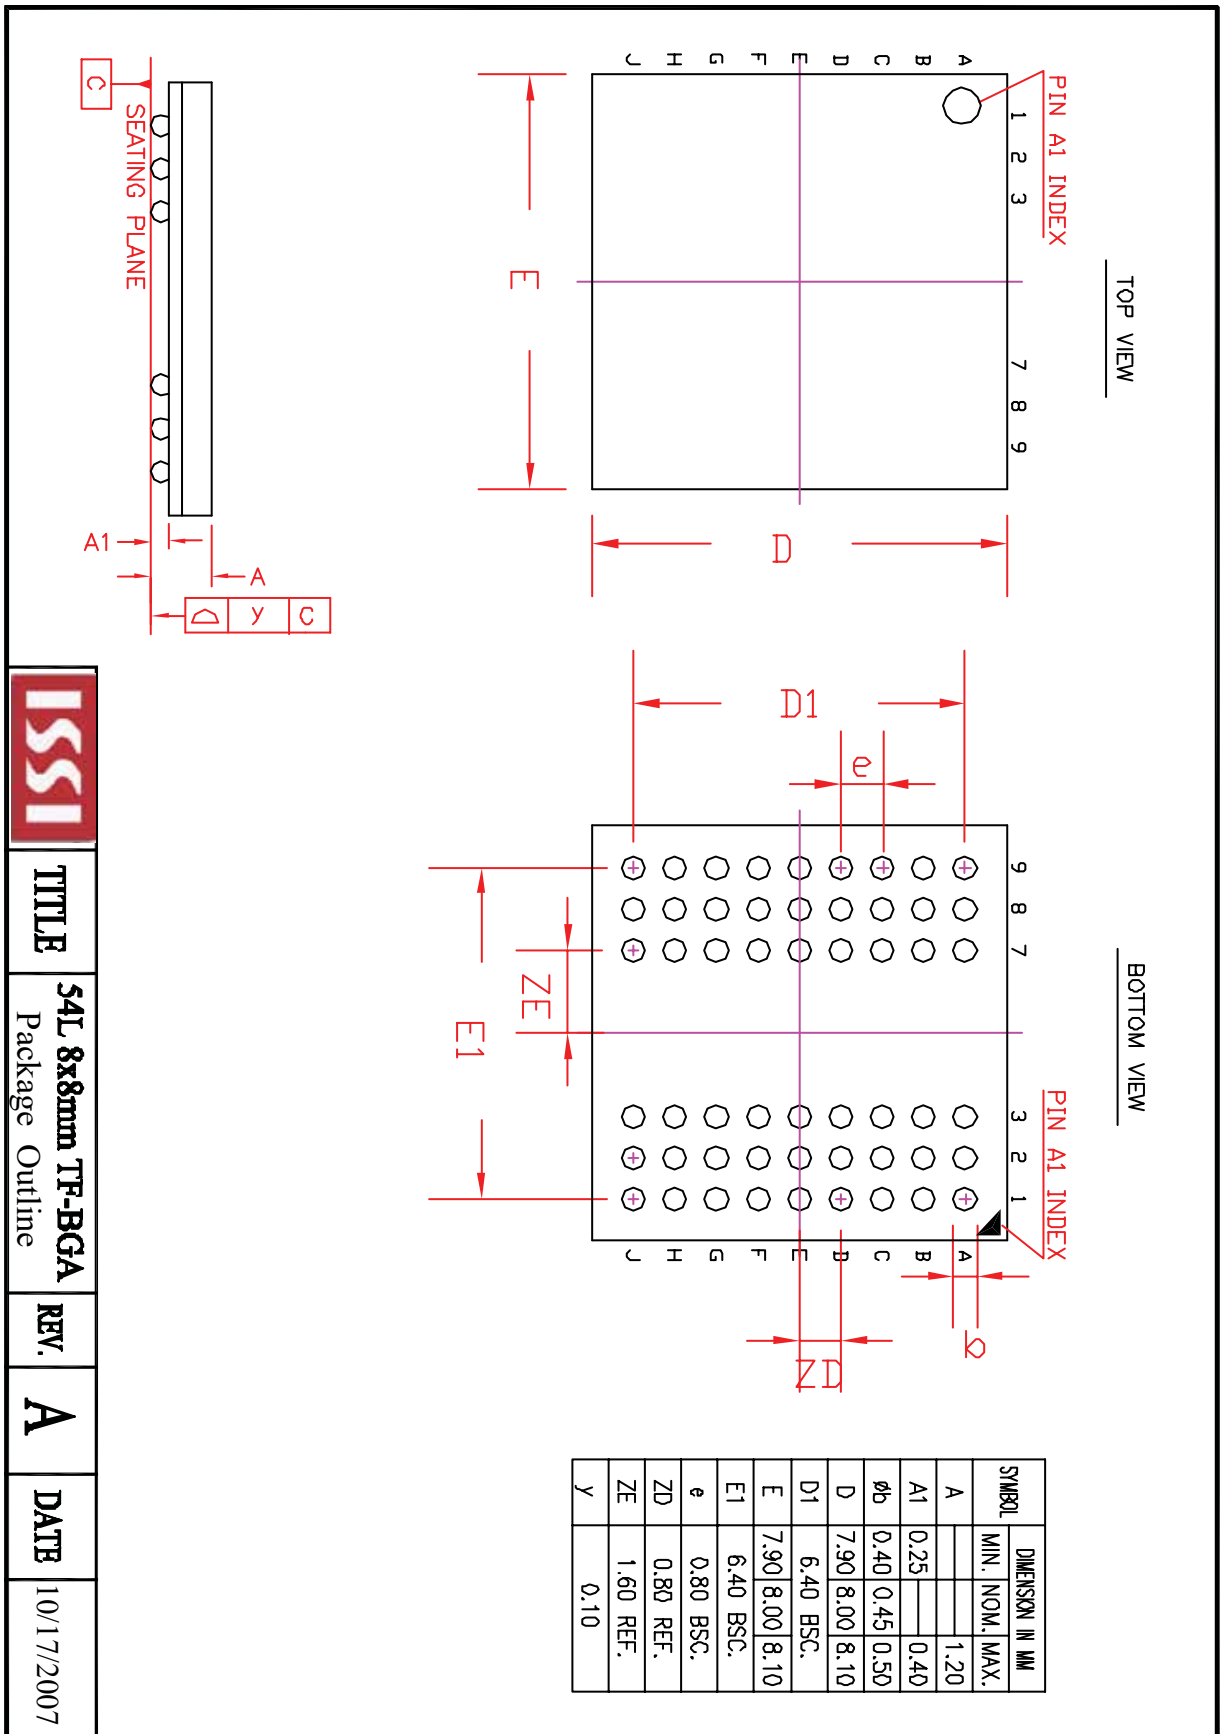 TOP VIEW
PIN A1 INDEX
1 2 3 7 8 9
A
B
C
D
E
F
G
H
J
D
E
SEATING PLANE
C
A1
A
y C
BOTTOM VIEW
PIN A1 INDEX
9 8 7 3 2 1
A
B
C
D
E
F
G
H
J
D1
e
b
ZD
ZE
E1
SYMBOL DIMENSION IN MM
MIN. NOM. MAX.
A 1.20
A1 0.25 0.40
øb 0.40 0.45 0.50
D 7.90 8.00 8.10
D1 6.40 BSC.
E 7.90 8.00 8.10
E1 6.40 BSC.
e 0.80 BSC.
ZD 0.80 REF.
ZE 1.60 REF.
y 0.10
ISSI
TITLE
54L 8x8mm TF-BGA
Package Outline
REV.
A
DATE
10/17/2007